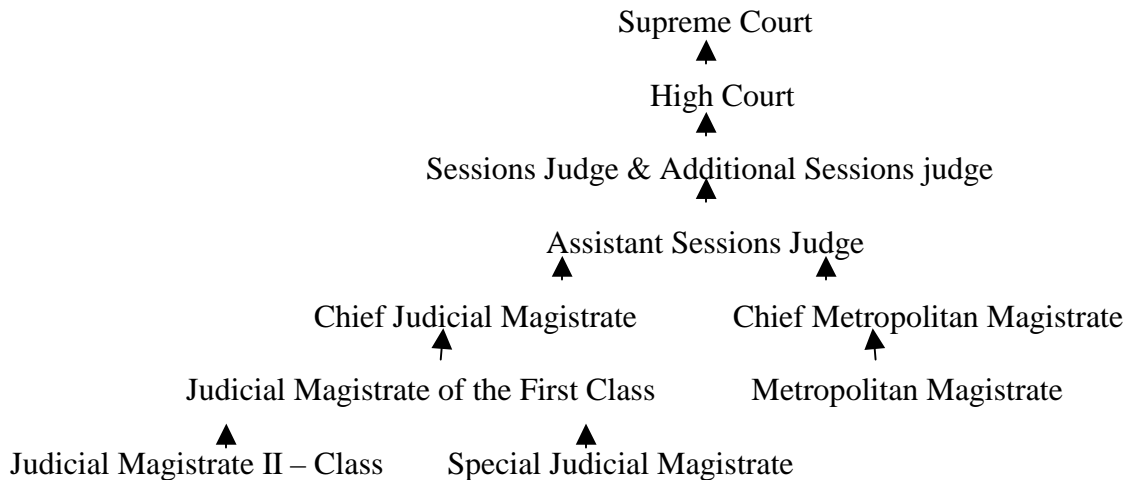 Supreme Court
High Court
Sessions Judge & Additional Sessions judge
Assistant Sessions Judge
Chief Judicial Magistrate
Chief Metropolitan Magistrate
Judicial Magistrate of the First Class
Metropolitan Magistrate
Judicial Magistrate II – Class
Special Judicial Magistrate